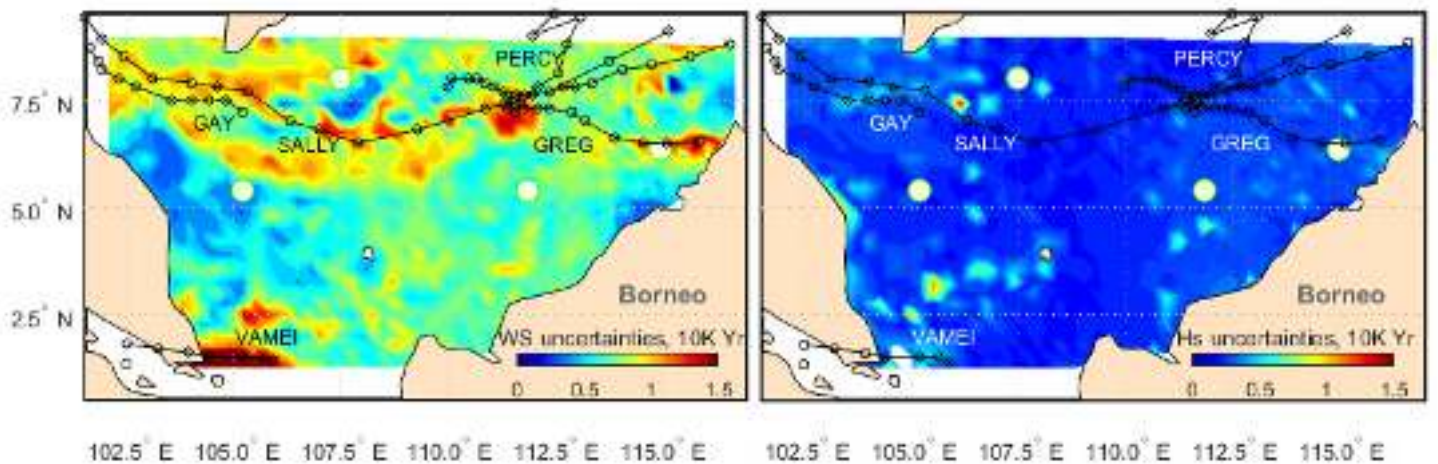 PERCY
7.5° N
GAY
SALLY
GREG
5.0° N
Borneo
2.5° N
VAMEI
WS uncertainties, 10K Yr
0 0.5 1 1.5
102.5° E 105.0° E 107.5° E 110.0° E 112.5° E 115.0° E
PERCY
GAY
SALLY
GREG
Borneo
VAMEI
Hs uncertainties, 10K Yr
0 0.5 1 1.5
102.5° E 105.0° E 107.5° E 110.0° E 112.5° E 115.0° E